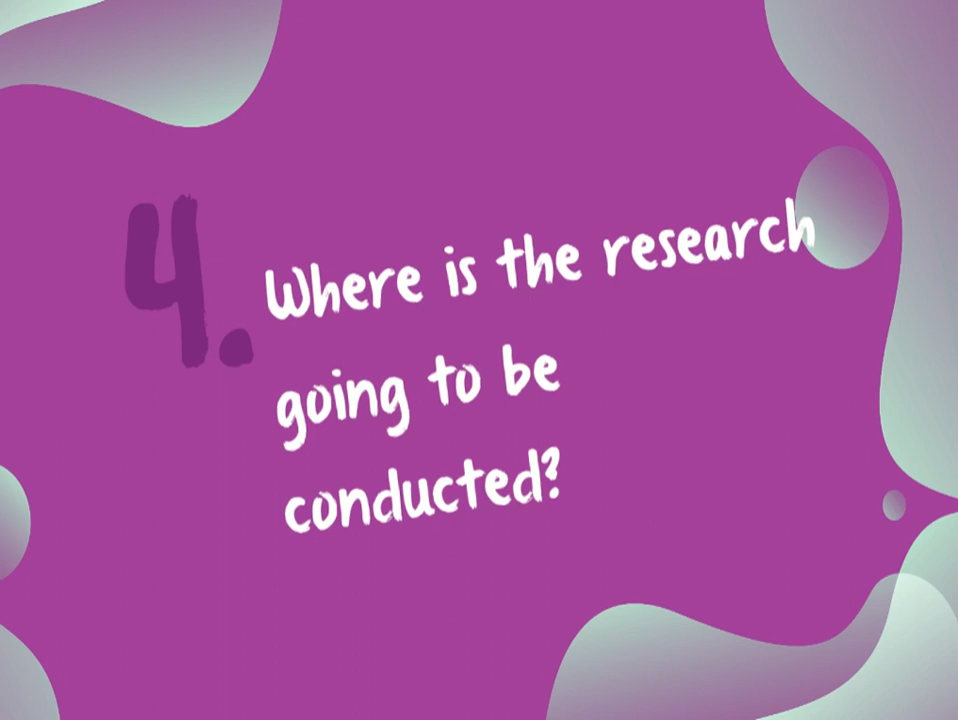 4. Where is the research
going to be
conducted?